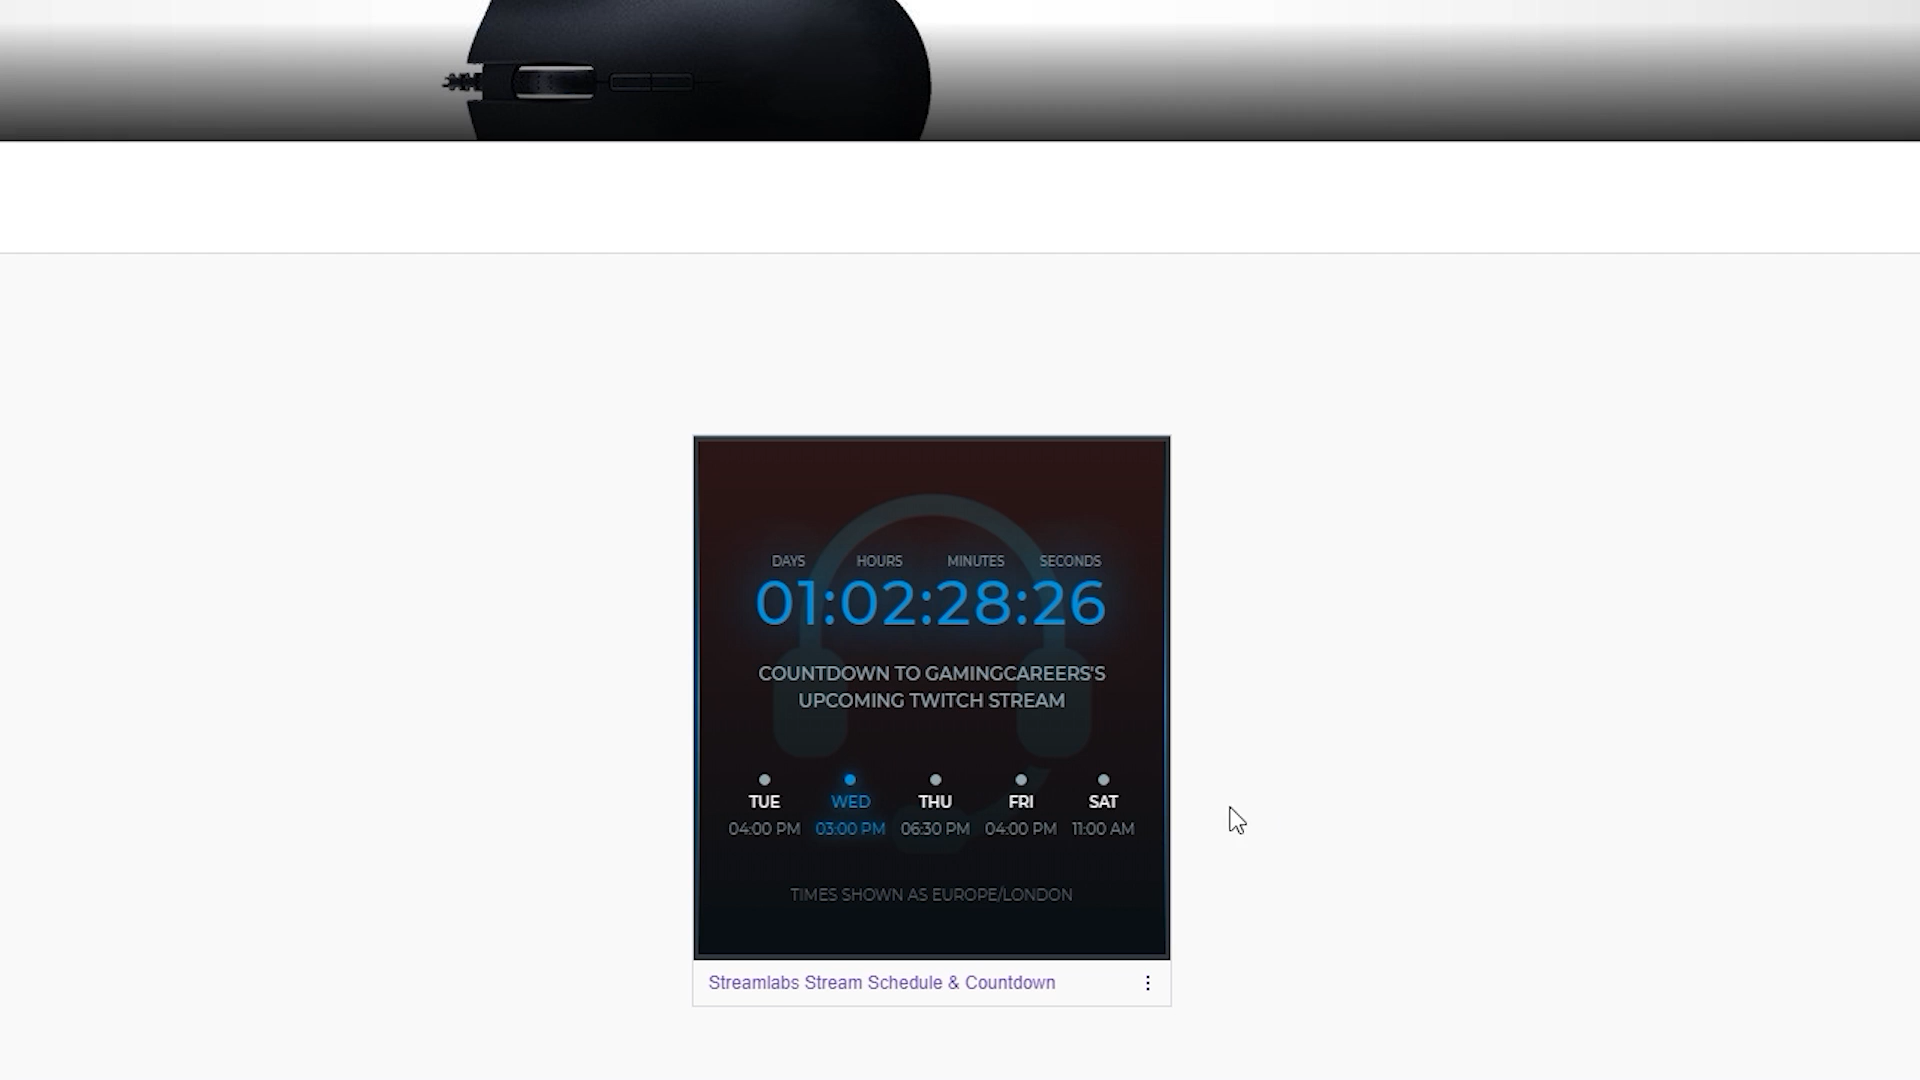 DAYS HOURS MINUTES SECONDS
01:02:28:26
COUNTDOWN TO GAMINGCAREERS'S
UPCOMING TWITCH STREAM
TUE WED THU FRI SAT
04:00 PM 03:00 PM 06:30 PM 04:00 PM 11:00 AM
TIMES SHOWN AS EUROPE/LONDON
Streamlabs Stream Schedule & Countdown